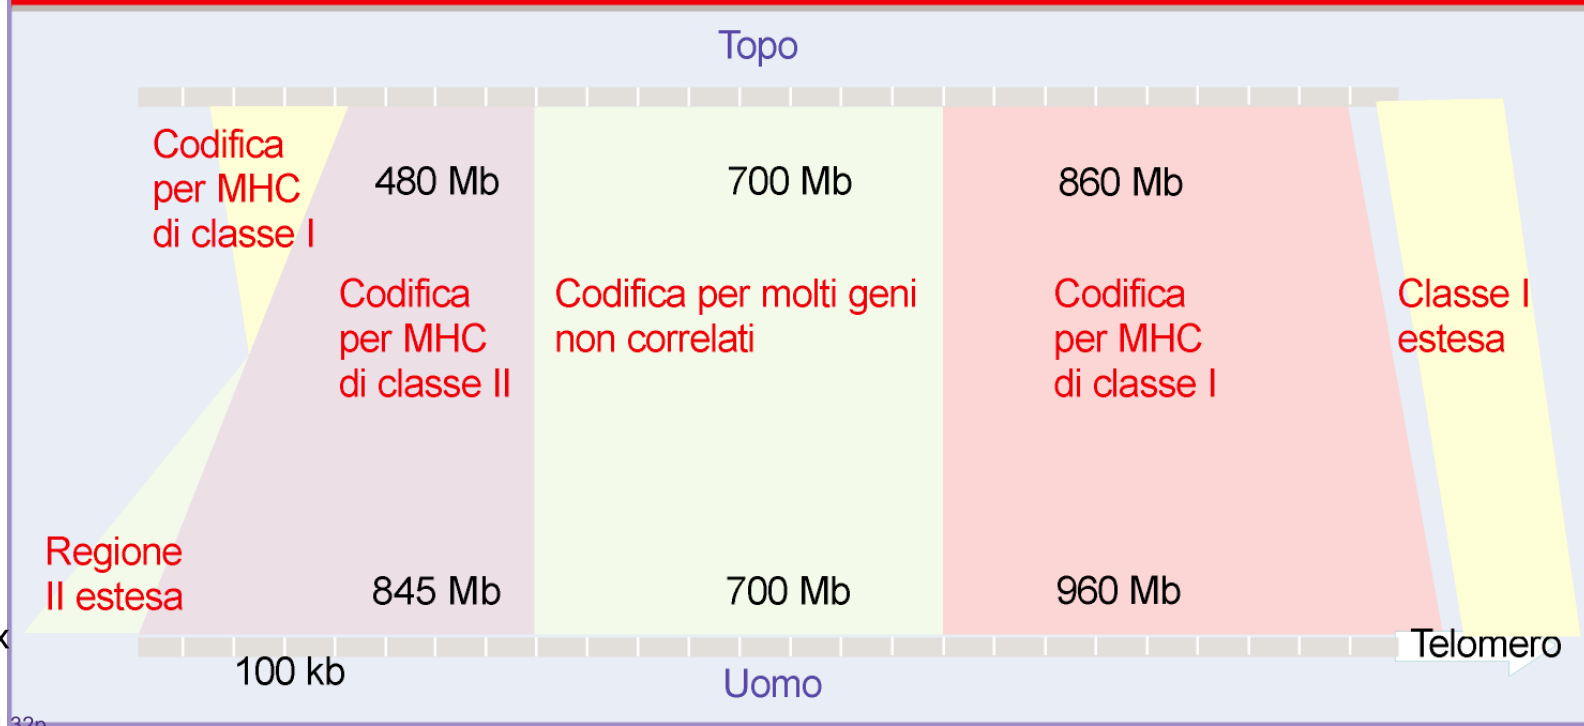 Topo
Codifica
per MHC
di classe I
480 Mb
700 Mb
860 Mb
Codifica
per MHC
di classe II
Codifica per molti geni
non correlati
Codifica
per MHC
di classe I
Classe I
estesa
Regione
II estesa
845 Mb
700 Mb
960 Mb
x
Telomero
100 kb
Uomo